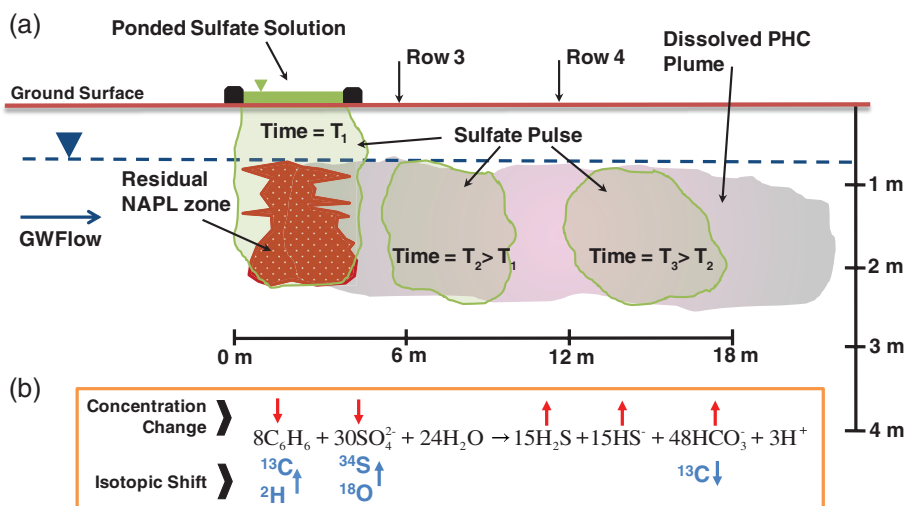 (a)
Ponded Sulfate Solution
Row 3
Row 4
Dissolved PHC
Plume
Ground Surface
Time = T₁
Sulfate Pulse
Residual
NAPL zone
1 m
GWFlow
Time = T₂> T₁
Time = T₃> T₂
2 m
0 m
6 m
12 m
18 m
3 m
(b)
Concentration
Change
8C₆H₆ + 30SO₄²⁻ + 24H₂O → 15H₂S +15HS⁻ + 48HCO₃⁻ + 3H⁺
4 m
Isotopic Shift
¹³C
²H
³⁴S
¹⁸O
¹³C